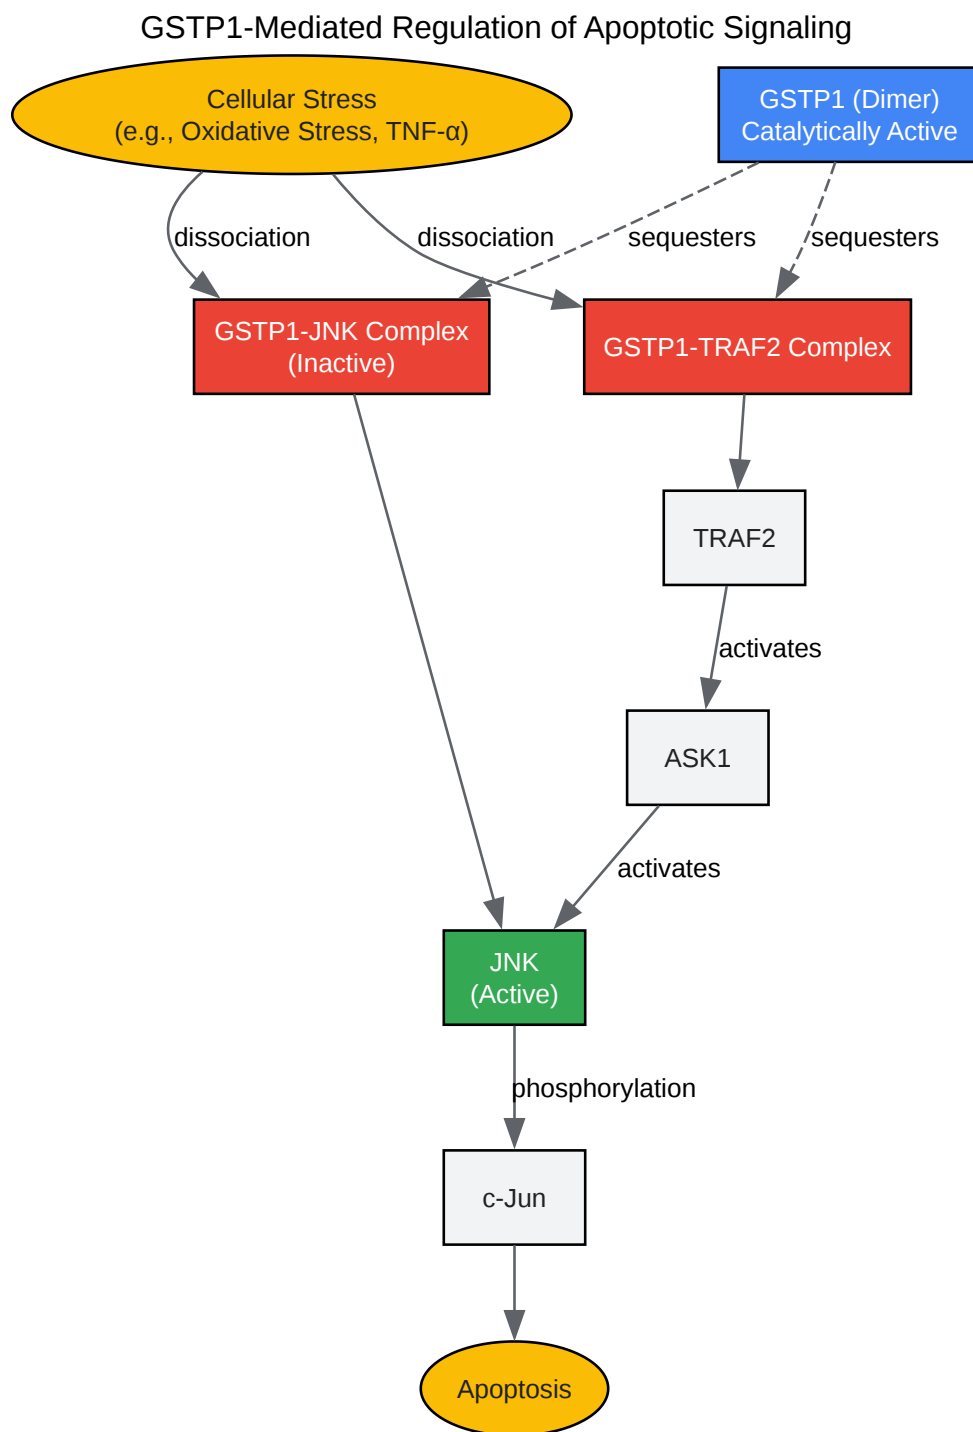 GSTP1-Mediated Regulation of Apoptotic Signaling
Cellular Stress
(e.g., Oxidative Stress, TNF-α)
GSTP1 (Dimer)
Catalytically Active
dissociation
dissociation
sequesters
sequesters
GSTP1-JNK Complex
(Inactive)
GSTP1-TRAF2 Complex
TRAF2
activates
ASK1
activates
JNK
(Active)
phosphorylation
c-Jun
Apoptosis